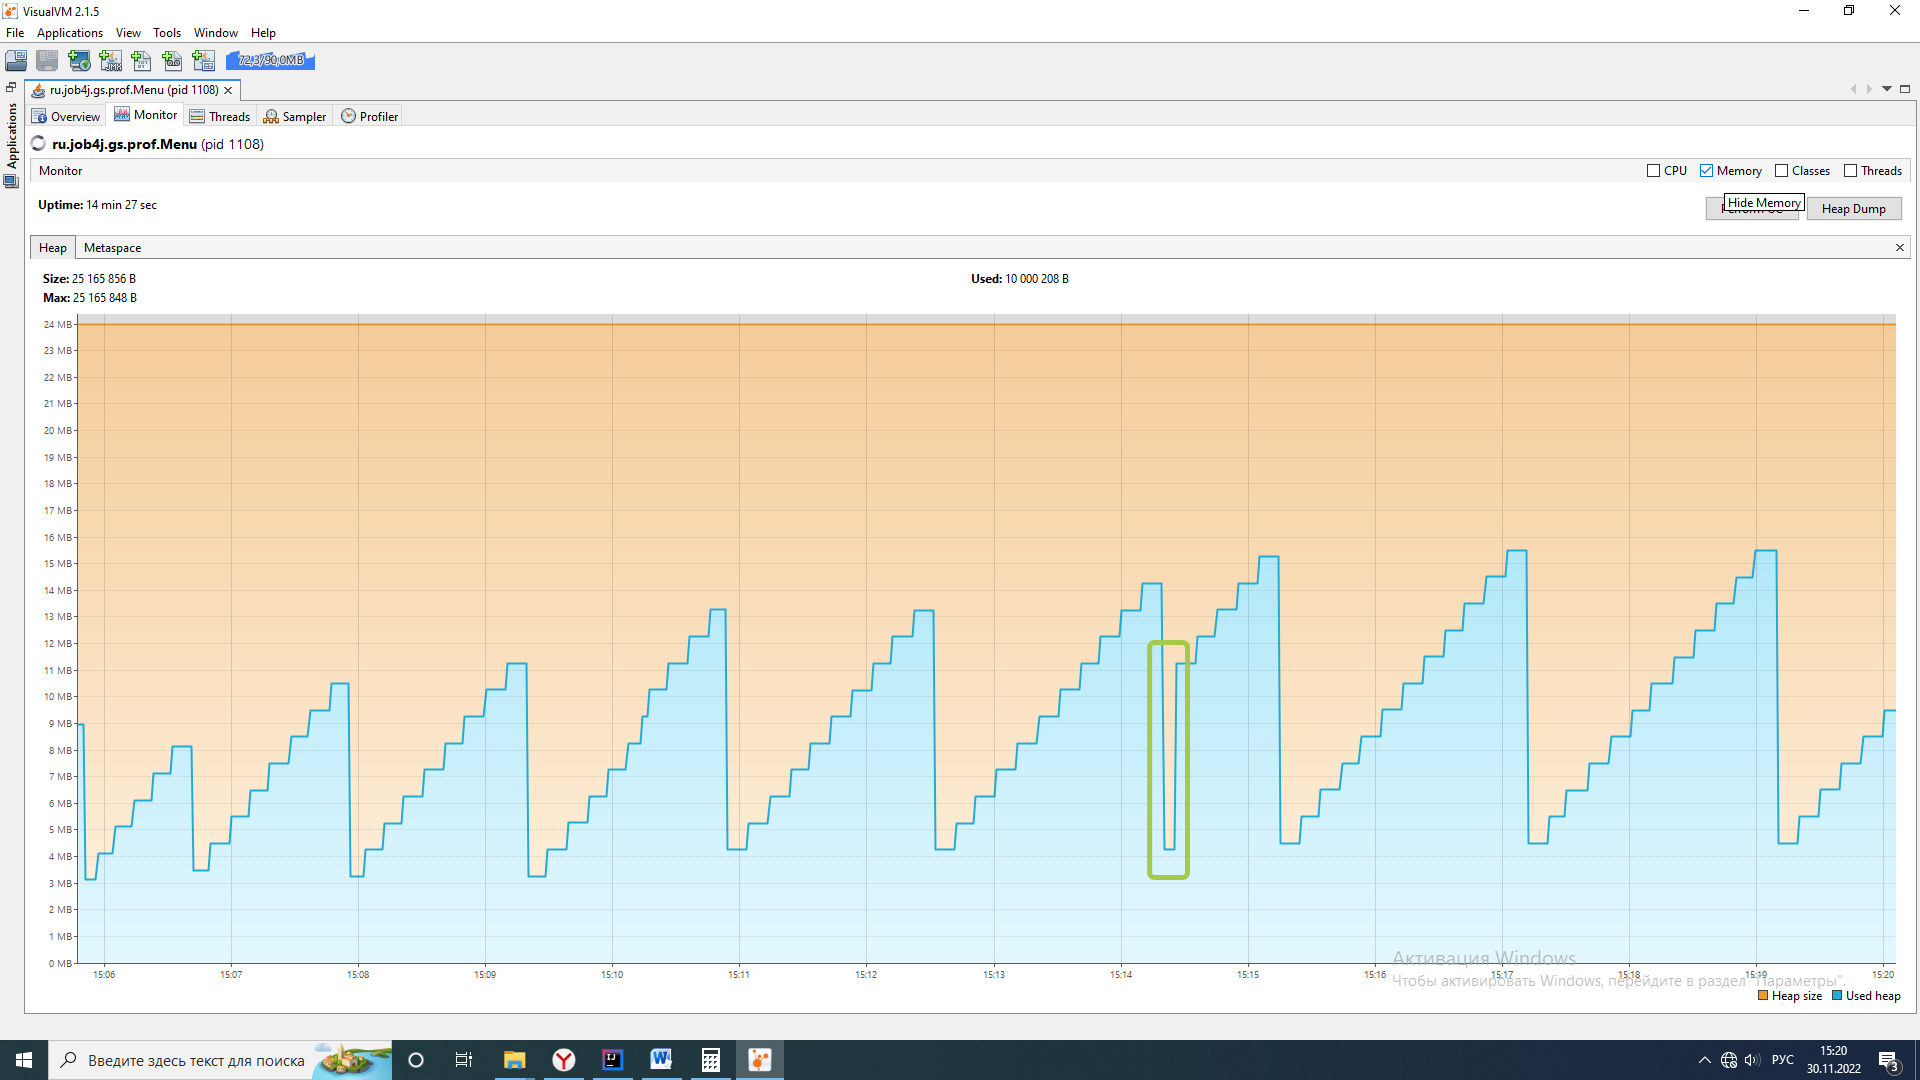 VisualVM 2.1.5
File Applications View Tools Window Help
72,3/90,0MB
ru.job4j.gs.prof.Menu (pid 1108)
Applications
Overview Monitor Threads Sampler Profiler
ru.job4j.gs.prof.Menu (pid 1108)
Monitor
CPU Memory Classes Threads
Uptime: 14 min 27 sec
Hide Memory
Heap Dump
Heap Metaspace
Size: 25 165 856 B
Used: 10 000 208 B
Max: 25 165 848 B
24 MB
23 MB
22 MB
21 MB
20 MB
19 MB
18 MB
17 MB
16 MB
15 MB
14 MB
13 MB
12 MB
11 MB
10 MB
9 MB
8 MB
7 MB
6 MB
5 MB
4 MB
3 MB
2 MB
1 MB
0 MB
15:06 15:07 15:08 15:09 15:10 15:11 15:12 15:13 15:14 15:15 15:16 15:17 15:18 15:19 15:20
Активация Windows
Чтобы активировать Windows, перейдите в раздел "Параметры".
Heap size Used heap
Введите здесь текст для поиска
РУС
15:20
30.11.2022
3